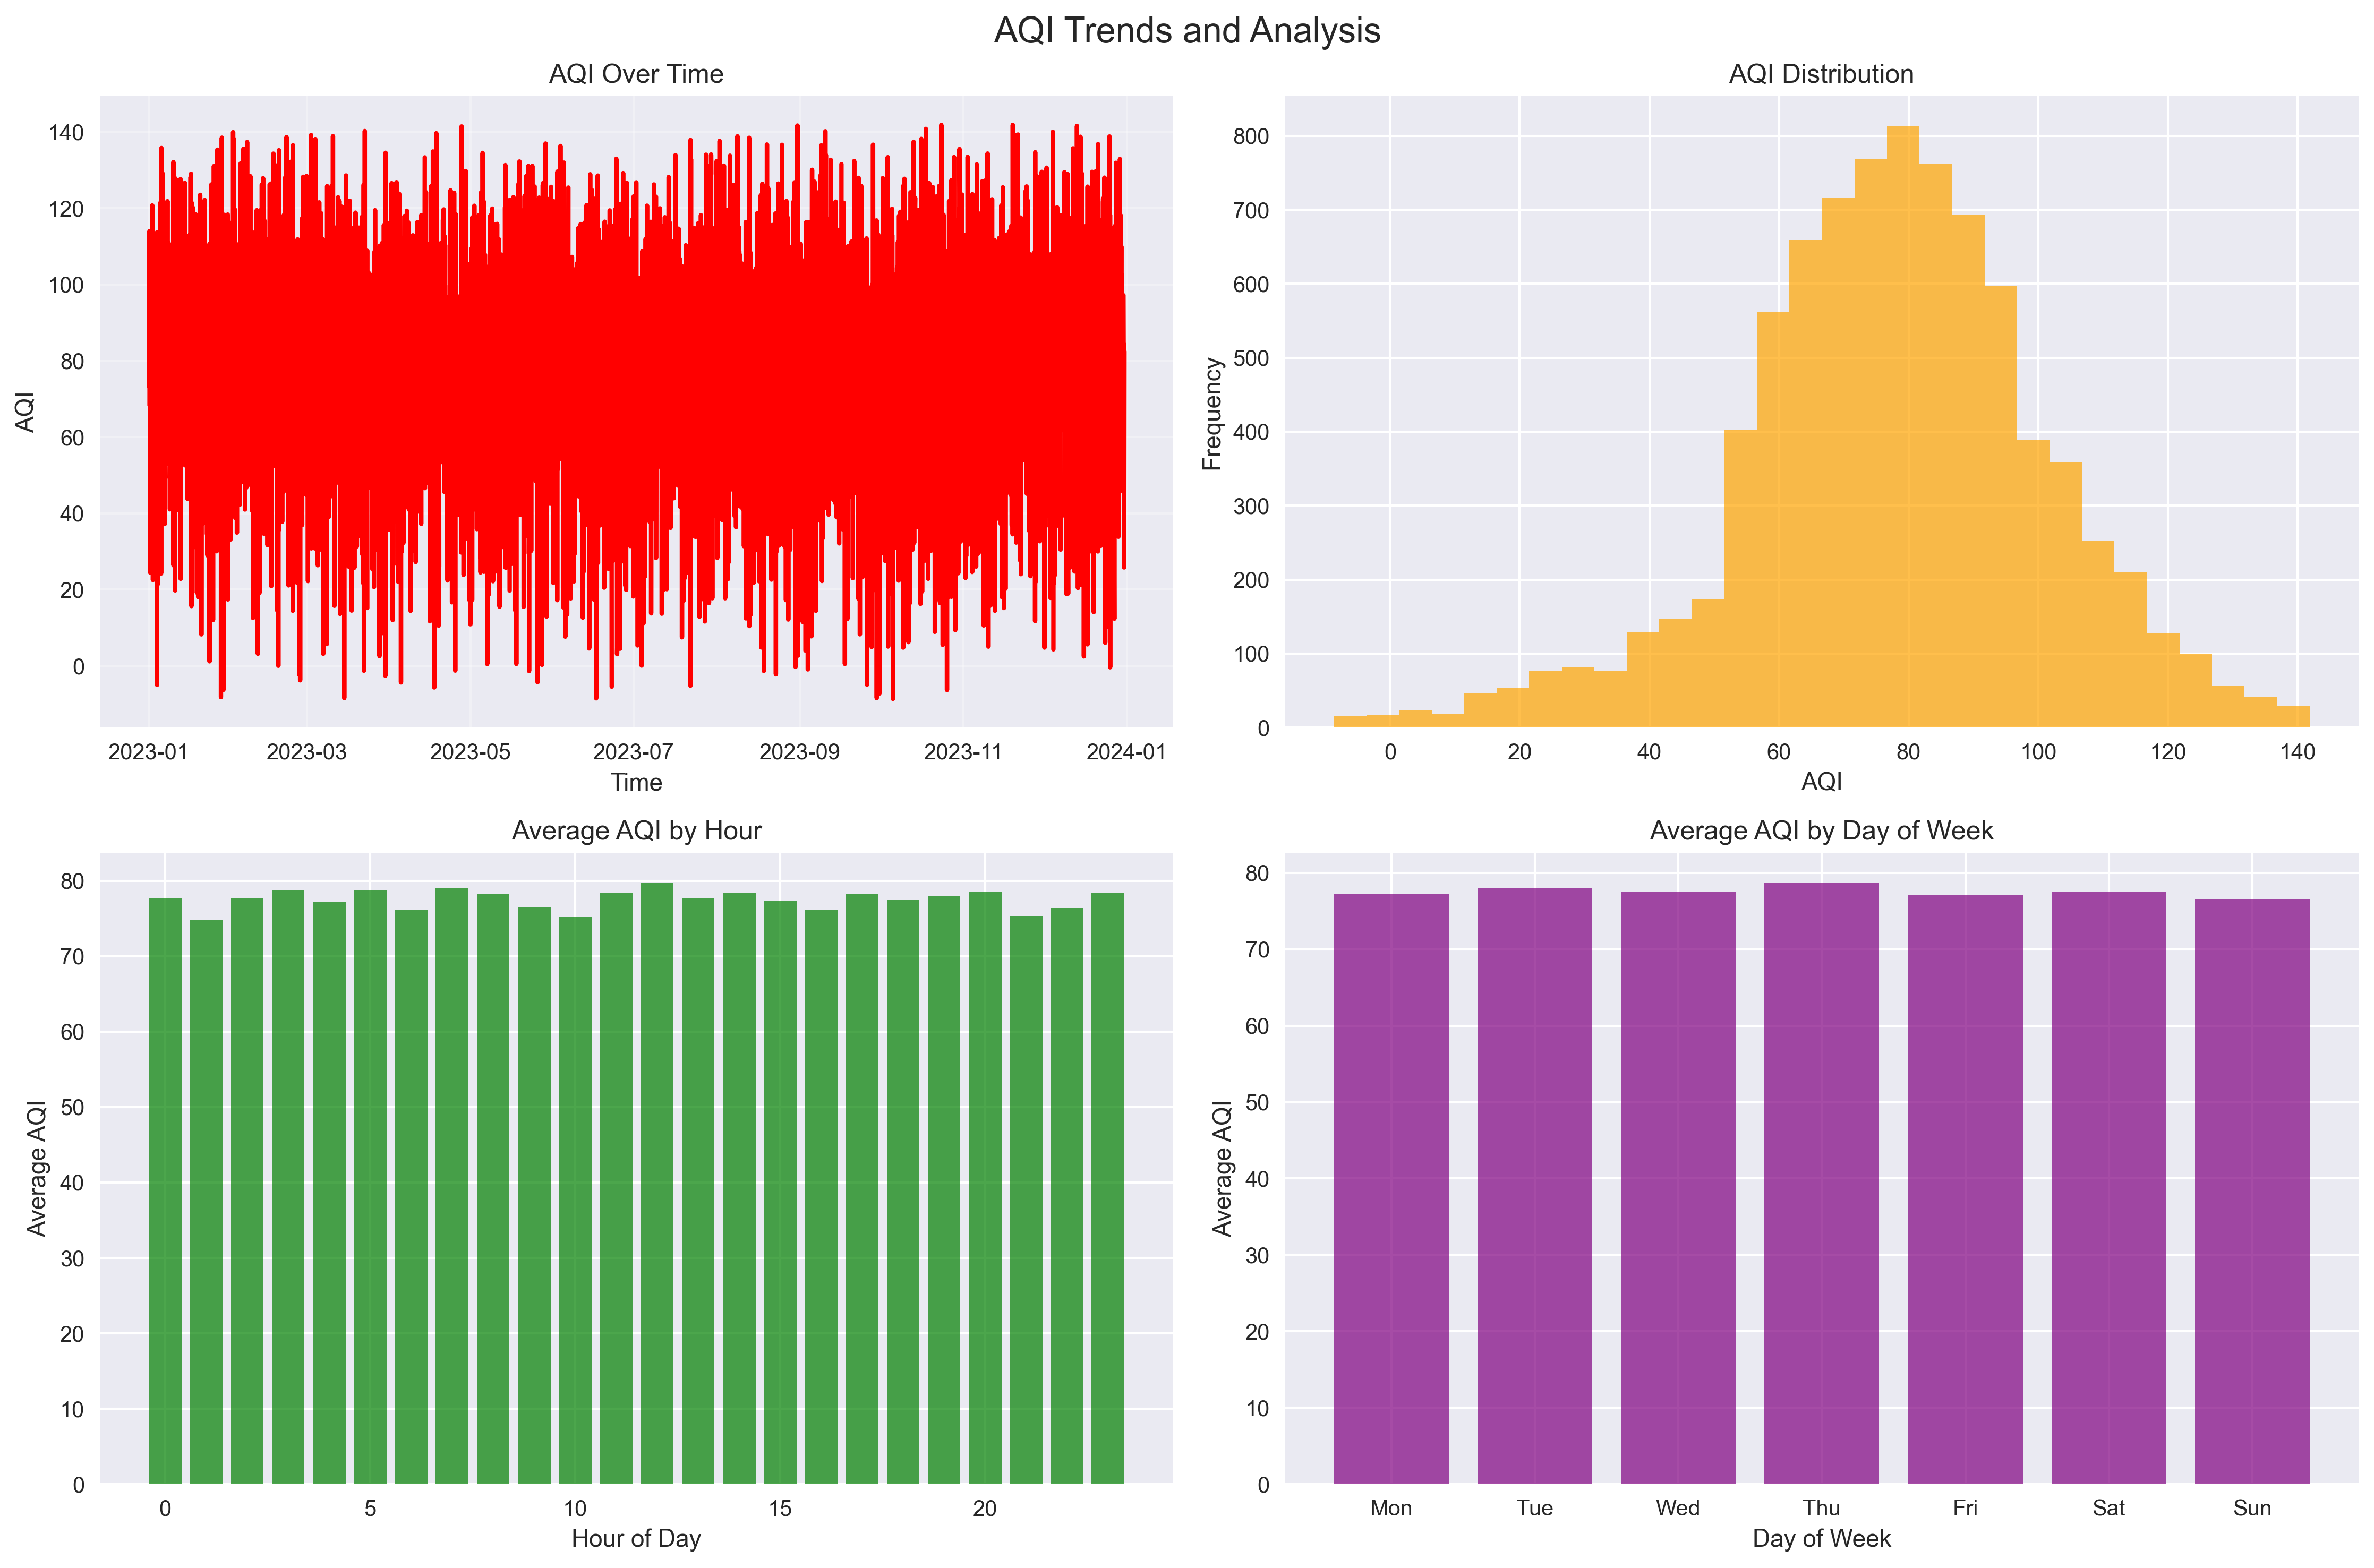 AQI Trends and Analysis
AQI Over Time
AQI
140
120
100
80
60
40
20
0
2023-01 2023-03 2023-05 2023-07 2023-09 2023-11 2024-01
Time
AQI Distribution
Frequency
800
700
600
500
400
300
200
100
0
0 20 40 60 80 100 120 140
AQI
Average AQI by Hour
Average AQI
80
70
60
50
40
30
20
10
0
0 5 10 15 20
Hour of Day
Average AQI by Day of Week
Average AQI
80
70
60
50
40
30
20
10
0
Mon Tue Wed Thu Fri Sat Sun
Day of Week